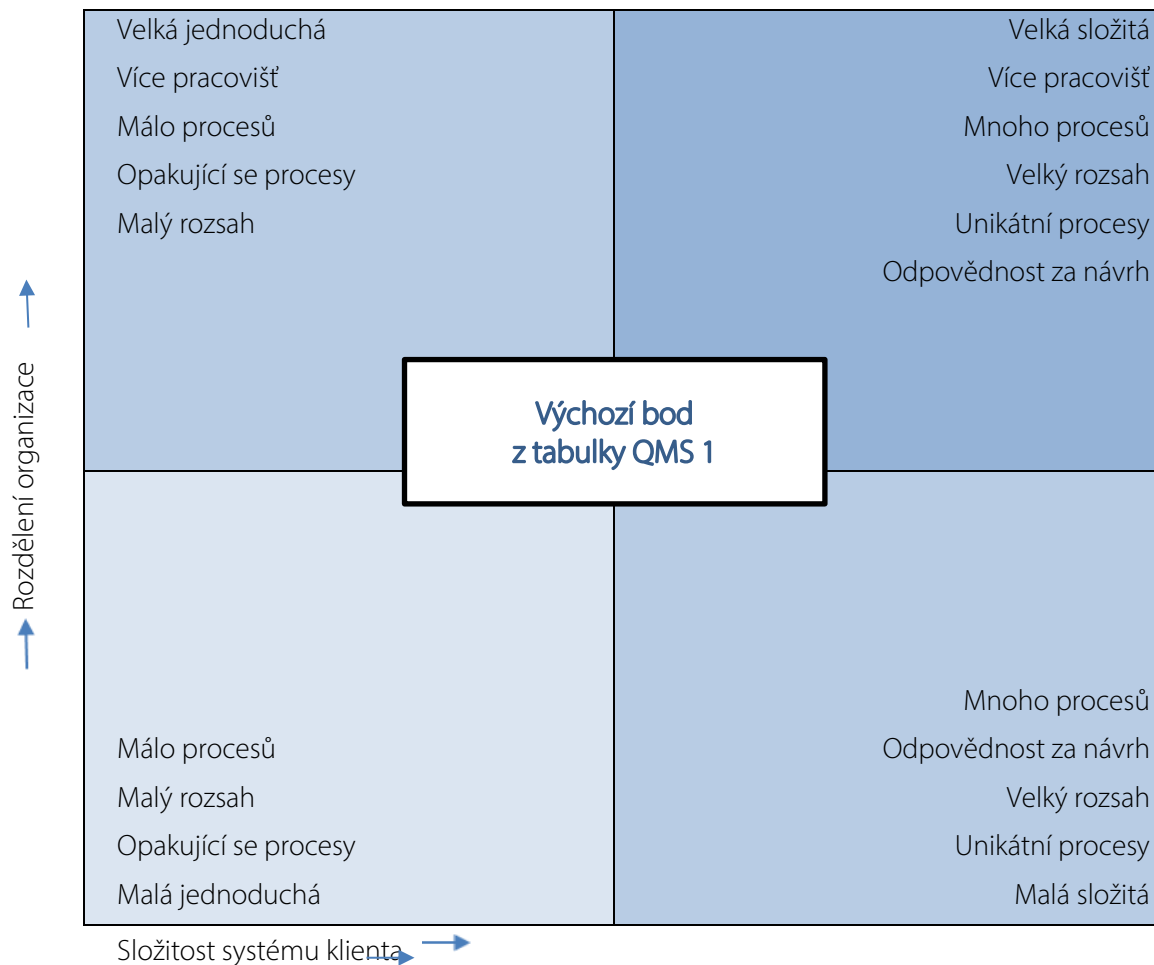 Velká jednoduchá
Více pracovišť
Málo procesů
Opakující se procesy
Malý rozsah
Velká složitá
Více pracovišť
Mnoho procesů
Velký rozsah
Unikátní procesy
Odpovědnost za návrh
Rozdělení organizace
Výchozí bod
z tabulky QMS 1
Málo procesů
Malý rozsah
Opakující se procesy
Malá jednoduchá
Mnoho procesů
Odpovědnost za návrh
Velký rozsah
Unikátní procesy
Malá složitá
Složitost systému klienta